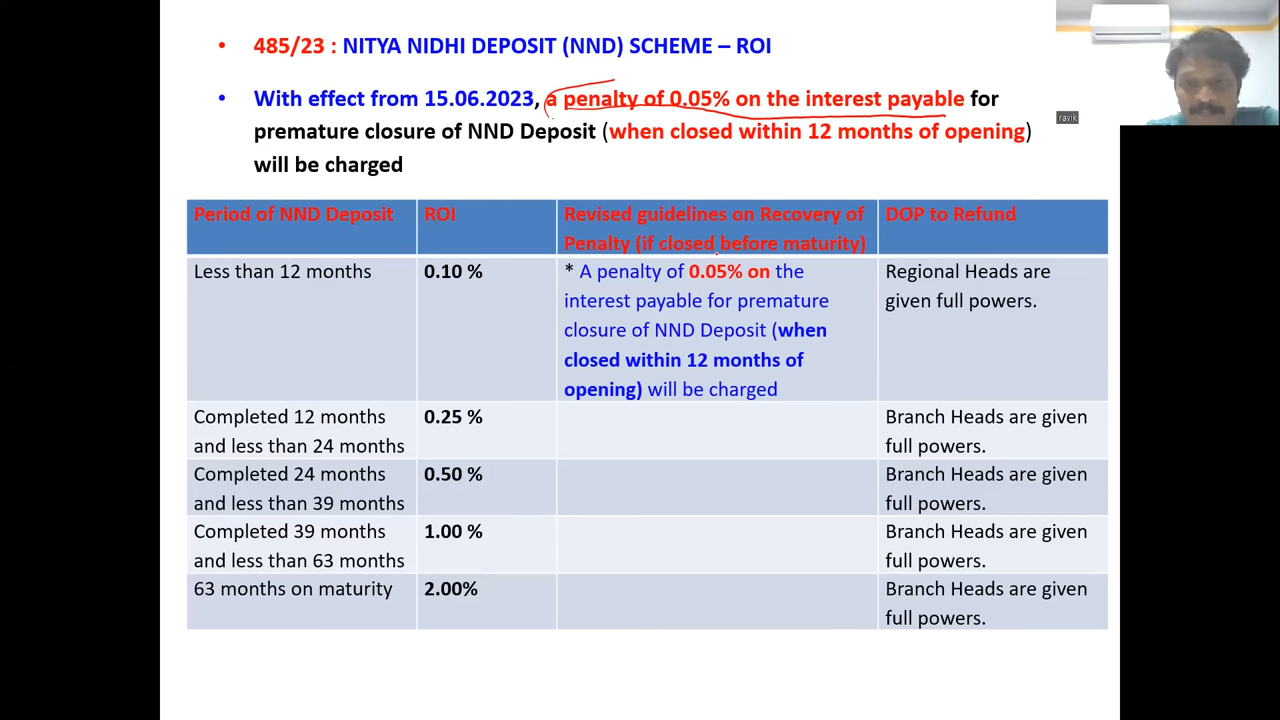 • 485/23 : NITYA NIDHI DEPOSIT (NND) SCHEME – ROI
• With effect from 15.06.2023, a penalty of 0.05% on the interest payable for
premature closure of NND Deposit (when closed within 12 months of opening)
will be charged
ravik
Period of NND Deposit ROI Revised guidelines on Recovery of Penalty (if closed before maturity) DOP to Refund
Less than 12 months 0.10 % * A penalty of 0.05% on the Regional Heads are
interest payable for premature given full powers.
closure of NND Deposit (when
closed within 12 months of
opening) will be charged
Completed 12 months 0.25 % Branch Heads are given
and less than 24 months full powers.
Completed 24 months 0.50 % Branch Heads are given
and less than 39 months full powers.
Completed 39 months 1.00 % Branch Heads are given
and less than 63 months full powers.
63 months on maturity 2.00% Branch Heads are given
full powers.